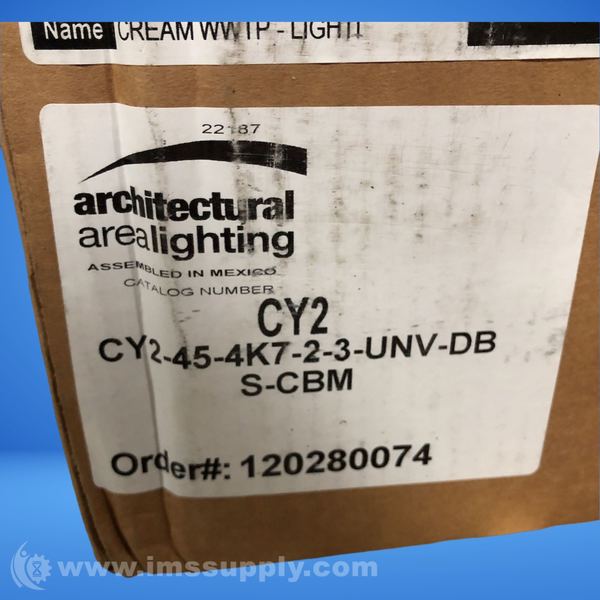 Name CREAM WWTP - LIGHTI
22187
architectural
arealighting
ASSEMBLED IN MEXICO
CATALOG NUMBER
CY2
CY2-45-4K7-2-3-UNV-DB
S-CBM
Order#: 120280074
www.imssupply.com